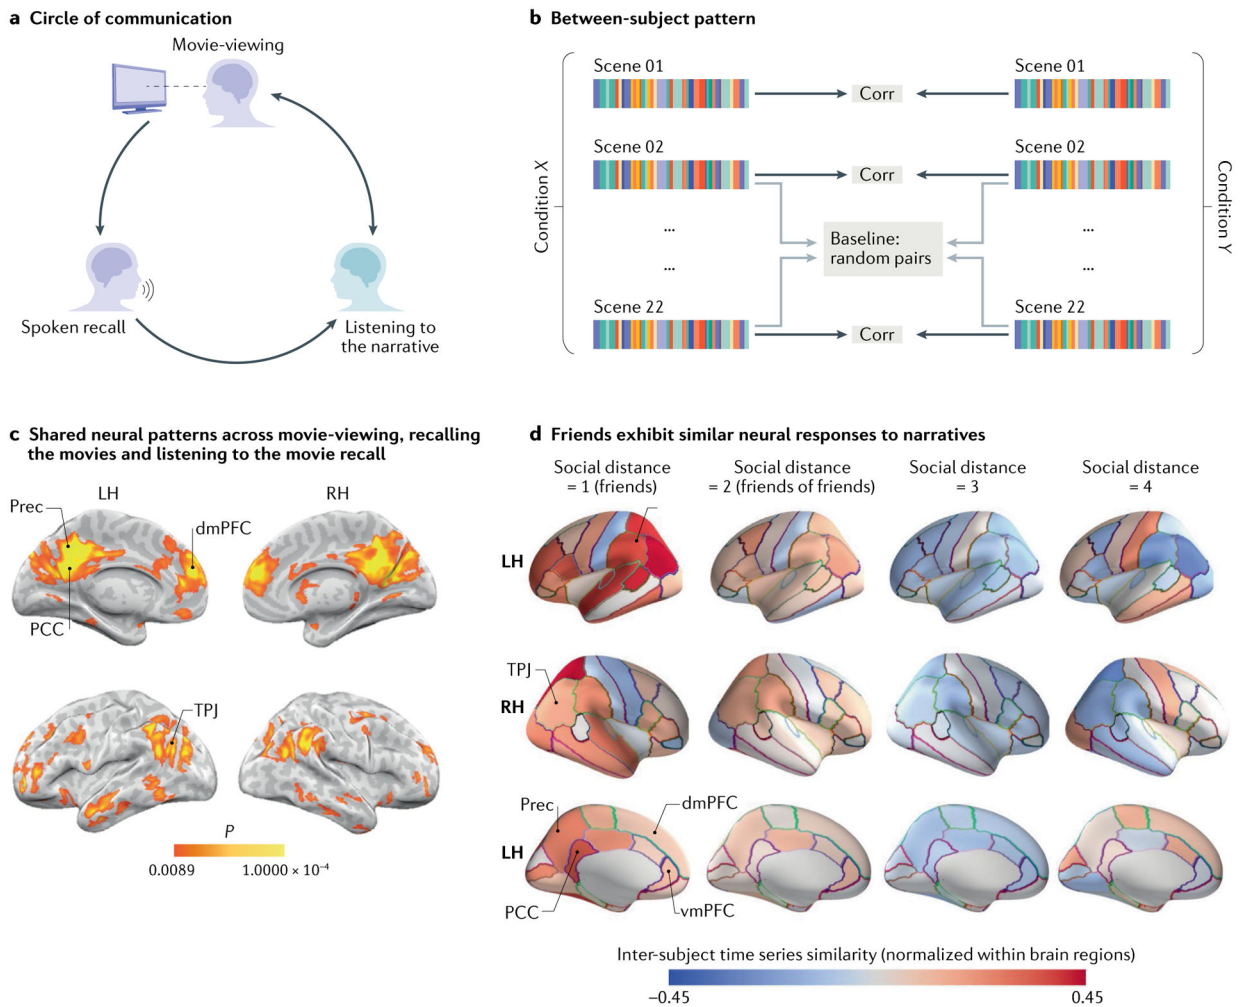 a Circle of communication
Movie-viewing
Spoken recall
Listening to
the narrative
b Between-subject pattern
Condition X
Scene 01
Corr
Scene 01
Scene 02
Corr
Scene 02
...
Baseline:
random pairs
...
...
...
Scene 22
Corr
Scene 22
Condition Y
c Shared neural patterns across movie-viewing, recalling
the movies and listening to the movie recall
LH
RH
Prec
dmPFC
PCC
TPJ
P
0.0089
1.0000 × 10⁻⁴
d Friends exhibit similar neural responses to narratives
Social distance
= 1 (friends)
Social distance
= 2 (friends of friends)
Social distance
= 3
Social distance
= 4
LH
TPJ
RH
Prec
dmPFC
LH
PCC
vmPFC
Inter-subject time series similarity (normalized within brain regions)
–0.45
0.45